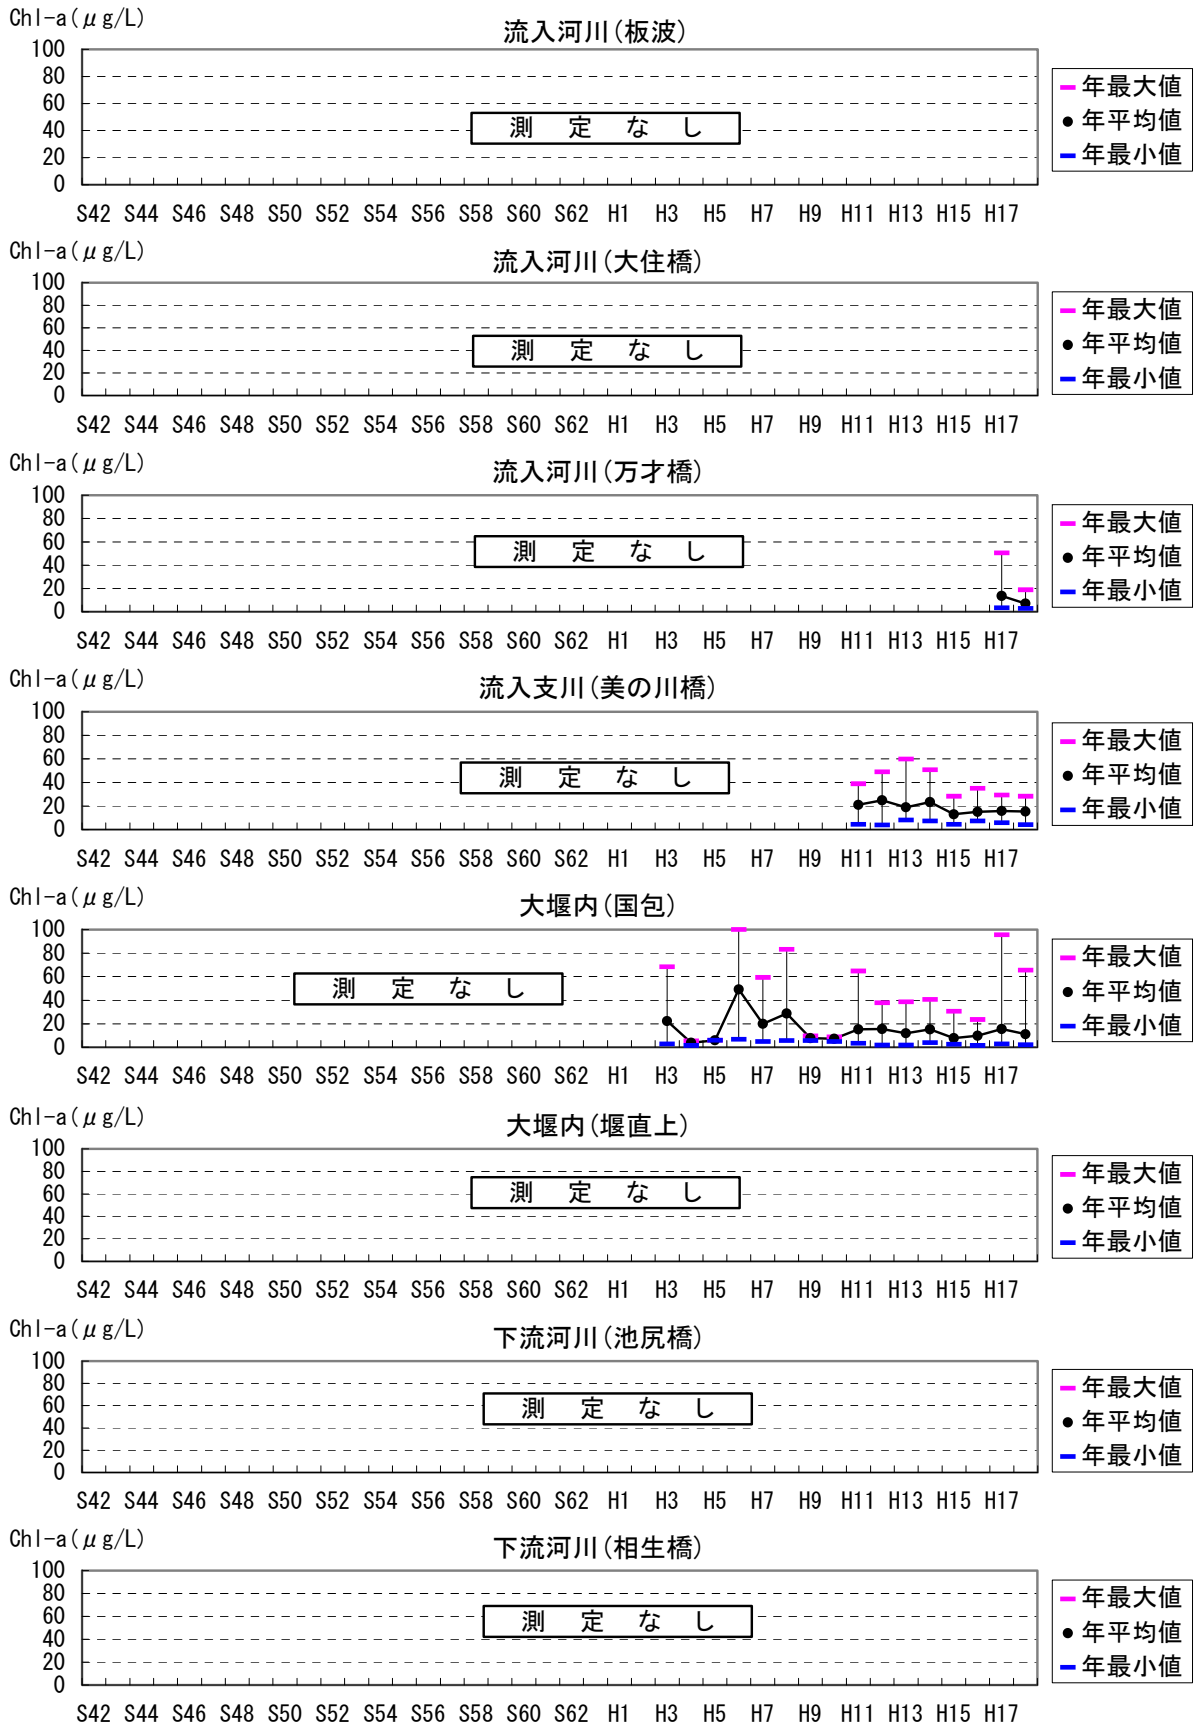 Chl-a(μg/L)
流入河川(板波)
100
80
60
40
20
0
測定なし
年最大値
年平均値
年最小値
S42 S44 S46 S48 S50 S52 S54 S56 S58 S60 S62 H1 H3 H5 H7 H9 H11 H13 H15 H17
Chl-a(μg/L)
流入河川(大住橋)
100
80
60
40
20
0
測定なし
年最大値
年平均値
年最小値
S42 S44 S46 S48 S50 S52 S54 S56 S58 S60 S62 H1 H3 H5 H7 H9 H11 H13 H15 H17
Chl-a(μg/L)
流入河川(万才橋)
100
80
60
40
20
0
測定なし
年最大値
年平均値
年最小値
S42 S44 S46 S48 S50 S52 S54 S56 S58 S60 S62 H1 H3 H5 H7 H9 H11 H13 H15 H17
Chl-a(μg/L)
流入支川(美の川橋)
100
80
60
40
20
0
測定なし
年最大値
年平均値
年最小値
S42 S44 S46 S48 S50 S52 S54 S56 S58 S60 S62 H1 H3 H5 H7 H9 H11 H13 H15 H17
Chl-a(μg/L)
大堰内(国包)
100
80
60
40
20
0
測定なし
年最大値
年平均値
年最小値
S42 S44 S46 S48 S50 S52 S54 S56 S58 S60 S62 H1 H3 H5 H7 H9 H11 H13 H15 H17
Chl-a(μg/L)
大堰内(堰直上)
100
80
60
40
20
0
測定なし
年最大値
年平均値
年最小値
S42 S44 S46 S48 S50 S52 S54 S56 S58 S60 S62 H1 H3 H5 H7 H9 H11 H13 H15 H17
Chl-a(μg/L)
下流河川(池尻橋)
100
80
60
40
20
0
測定なし
年最大値
年平均値
年最小値
S42 S44 S46 S48 S50 S52 S54 S56 S58 S60 S62 H1 H3 H5 H7 H9 H11 H13 H15 H17
Chl-a(μg/L)
下流河川(相生橋)
100
80
60
40
20
0
測定なし
年最大値
年平均値
年最小値
S42 S44 S46 S48 S50 S52 S54 S56 S58 S60 S62 H1 H3 H5 H7 H9 H11 H13 H15 H17